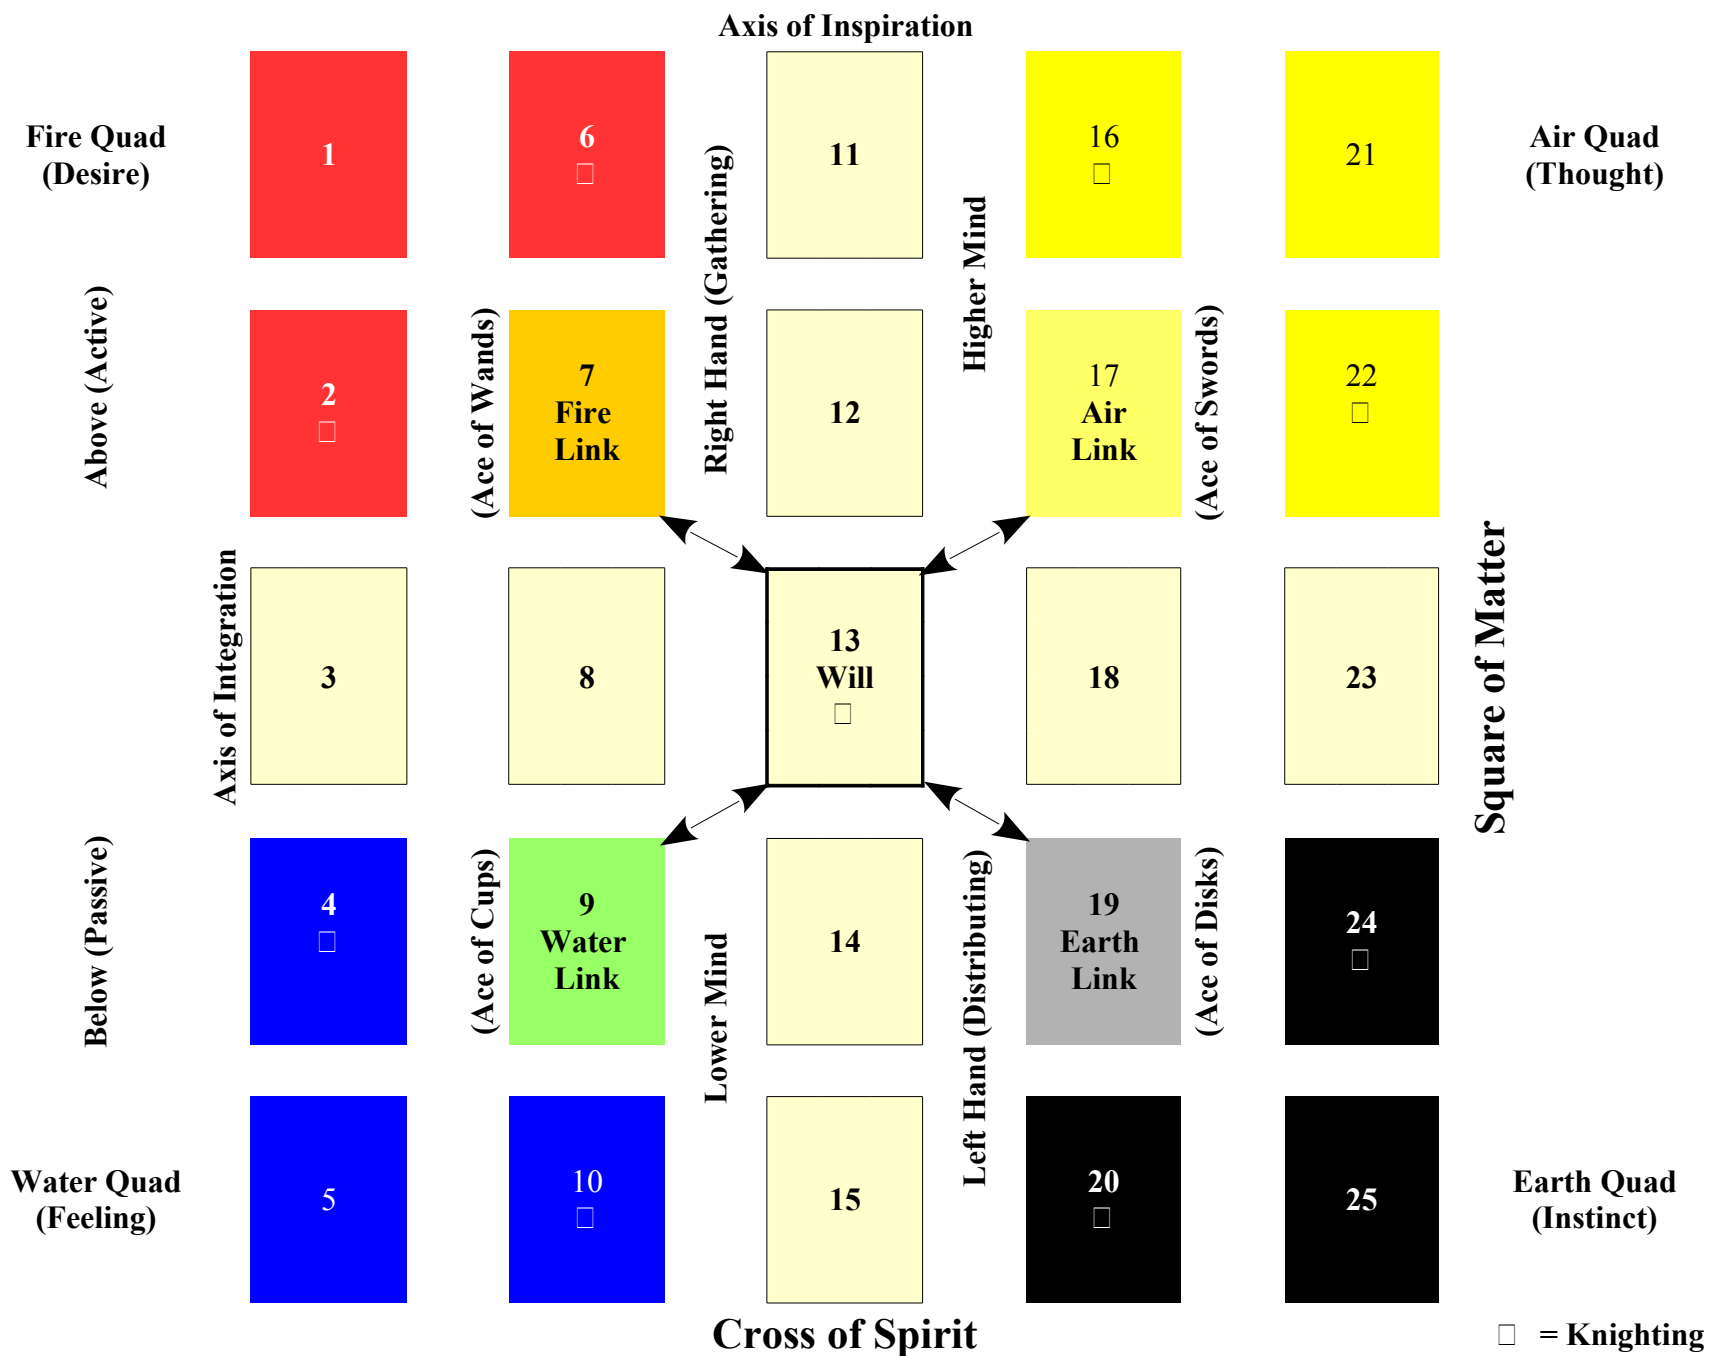 Axis of Inspiration
Fire Quad
(Desire)
1
6
□
11
16
□
21
Air Quad
(Thought)
Above (Active)
2
□
(Ace of Wands)
7
Fire
Link
Right Hand (Gathering)
12
Higher Mind
17
Air
Link
(Ace of Swords)
22
□
Axis of Integration
3
8
13
Will
□
18
23
Square of Matter
Below (Passive)
4
□
(Ace of Cups)
9
Water
Link
Lower Mind
14
Left Hand (Distributing)
19
Earth
Link
(Ace of Disks)
24
□
Water Quad
(Feeling)
5
10
□
15
20
□
25
Earth Quad
(Instinct)
Cross of Spirit
□ = Knighting